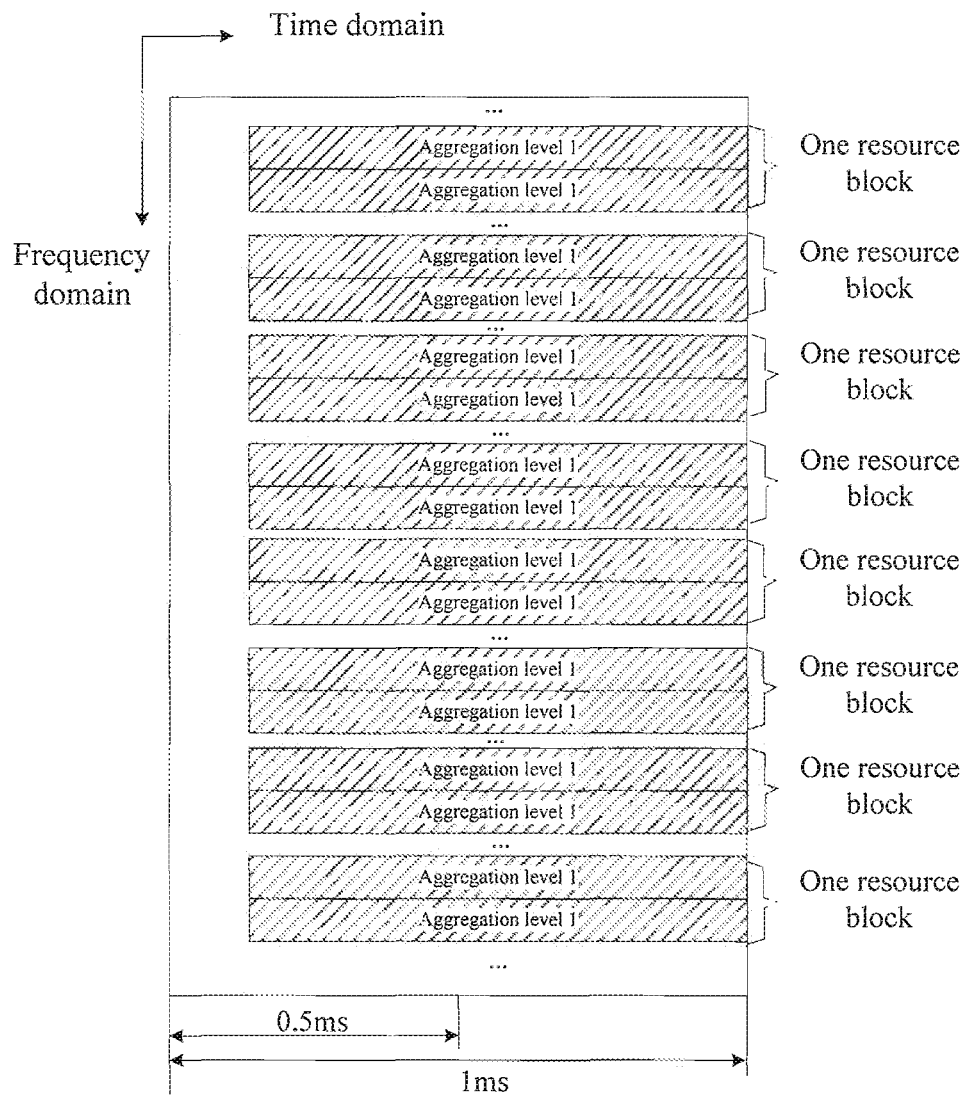 Time domain
Frequency
domain
...
Aggregation level 1
Aggregation level 1
One resource
block
...
Aggregation level 1
Aggregation level 1
One resource
block
...
Aggregation level 1
Aggregation level 1
One resource
block
...
Aggregation level 1
Aggregation level 1
One resource
block
Aggregation level 1
Aggregation level 1
One resource
block
...
Aggregation level 1
Aggregation level 1
One resource
block
...
Aggregation level 1
Aggregation level 1
One resource
block
...
Aggregation level 1
Aggregation level 1
One resource
block
...
0.5ms
1ms